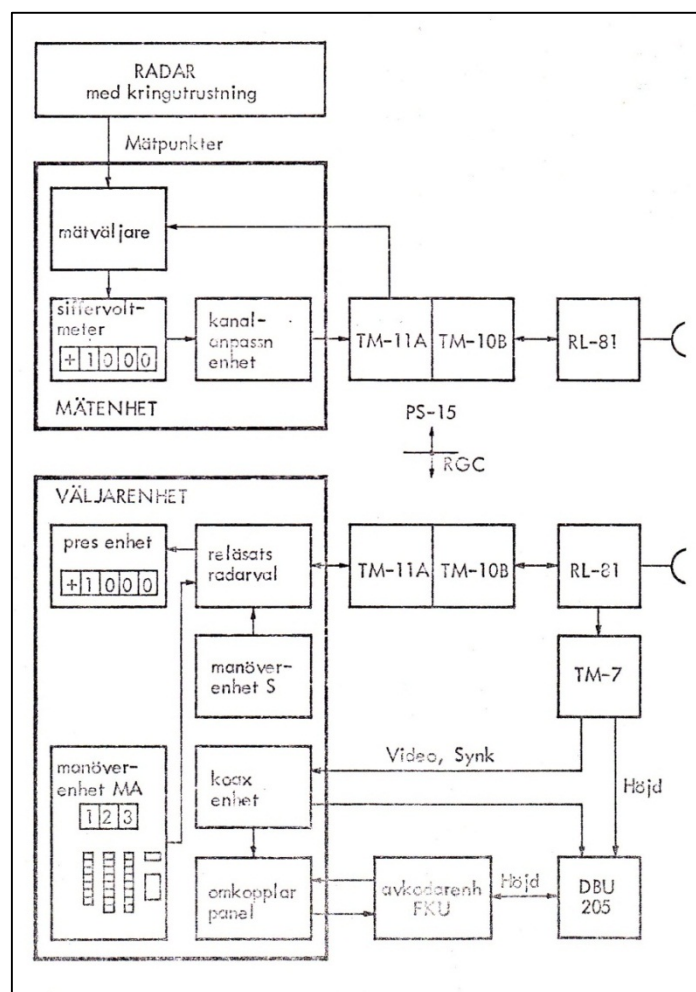 RADAR
med kringutrustning
Mätpunkter
mätväljare
siffervolt-
meter
+1000
kanal-
anpassn
enhet
MÄTENHET
TM-11A
TM-10B
RL-81
PS-15
RGC
VÄLJARENHET
pres enhet
+1000
reläsats
radarval
TM-11A
TM-10B
RL-81
manöver-
enhet S
TM-7
Video, Synk
Höjd
manöver-
enhet MA
123
koax
enhet
omkopplar
panel
avkodarenh
FKU
Höjd
DBU
205